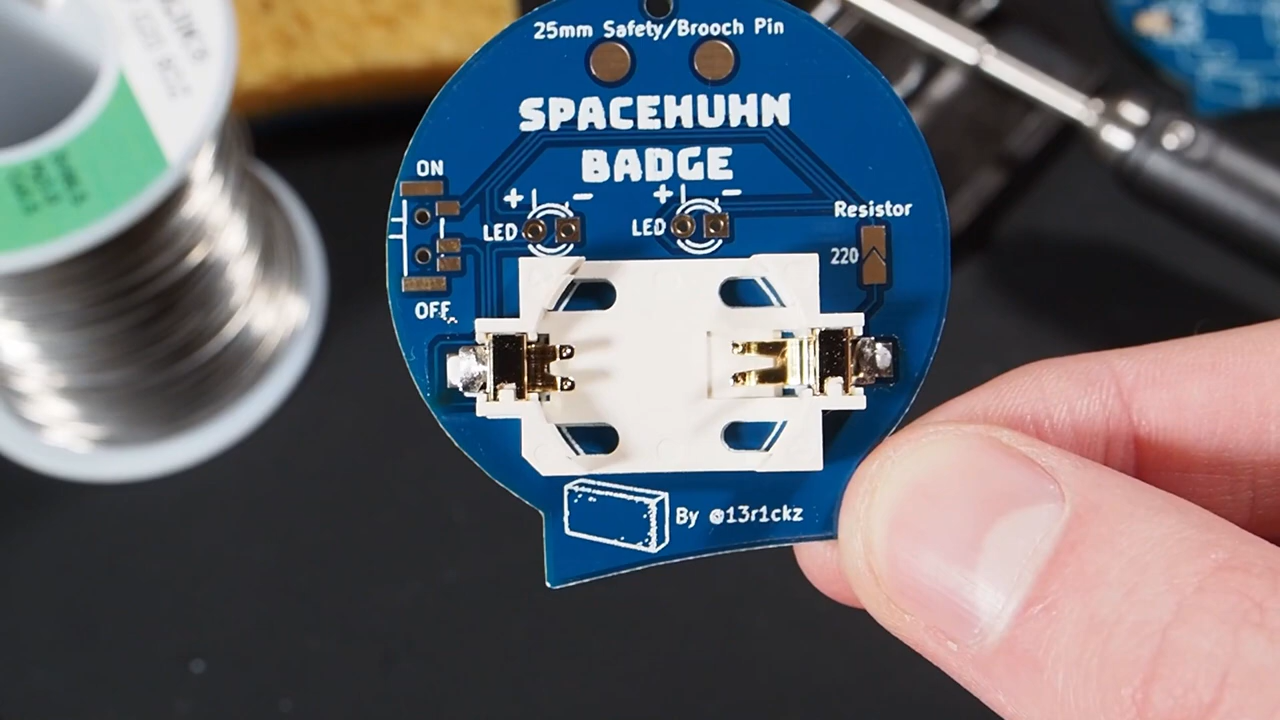 25mm Safety/Brooch Pin
SPACEHUHN
BADGE
ON
+ -
+ -
LED
LED
Resistor
220
OFF
By @13r1ckz